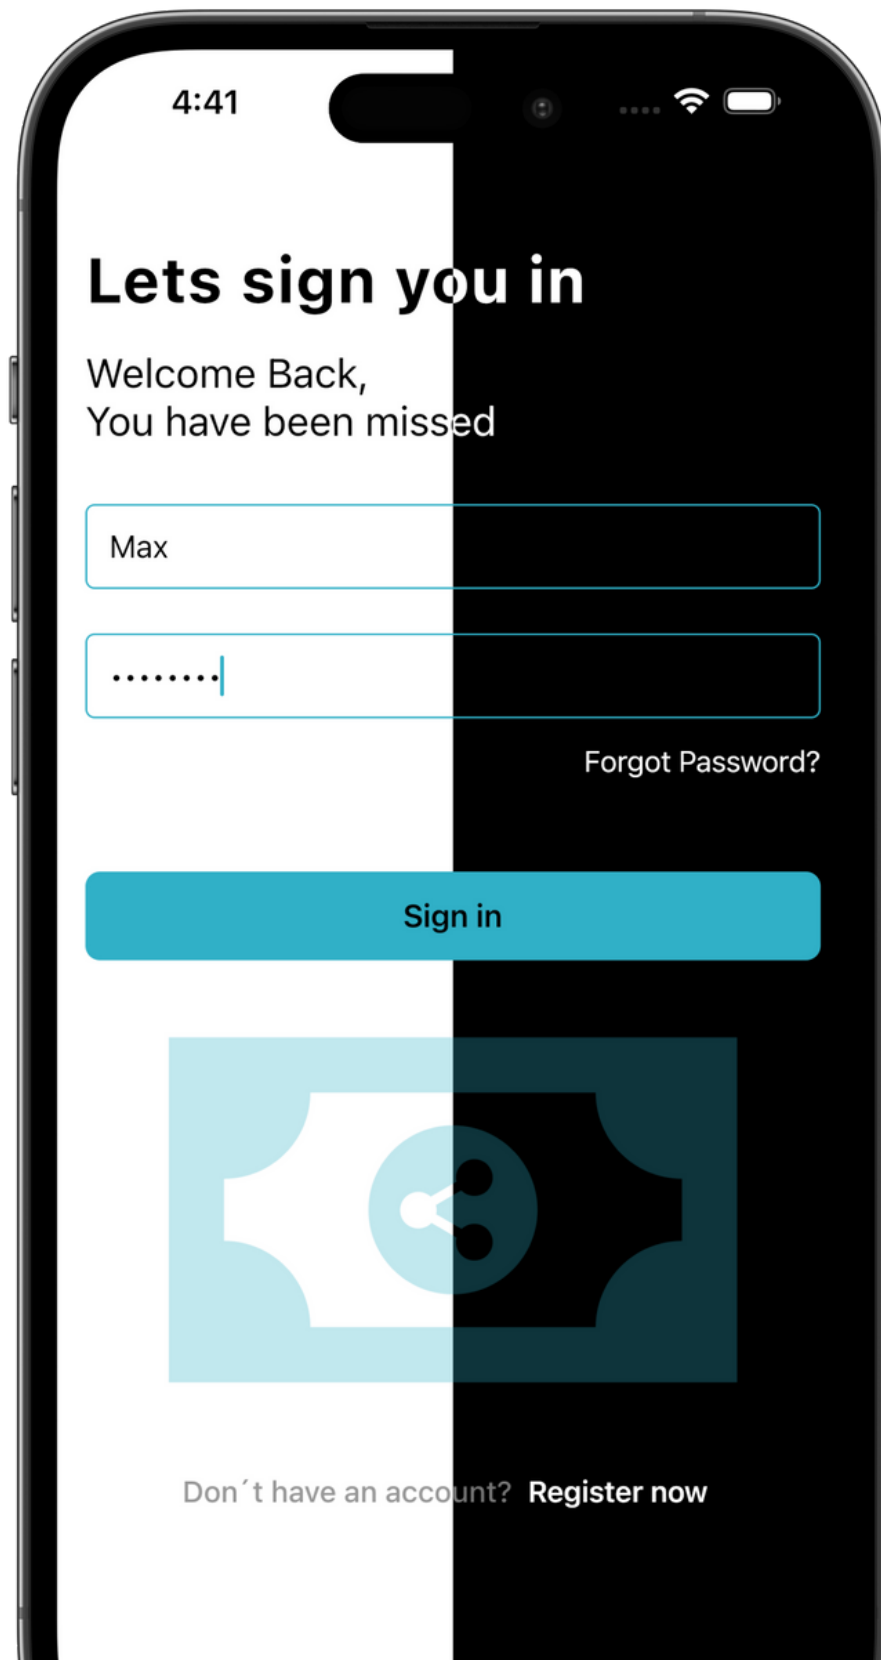 4:41
Lets sign you in
Welcome Back,
You have been missed
Max
••••••••
Forgot Password?
Sign in
Don´t have an account? Register now